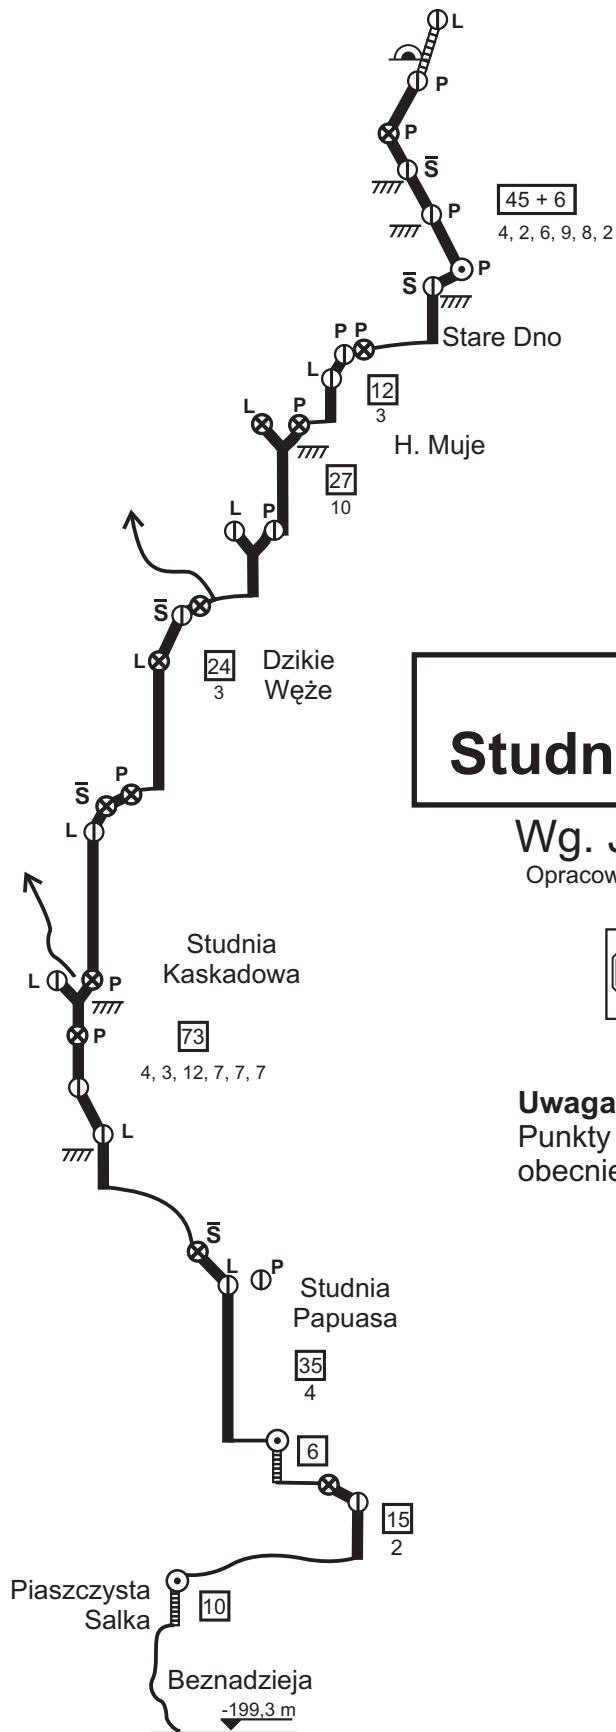 L
P
P
S̅
P
45 + 6
4, 2, 6, 9, 8, 2
P
S̅
Stare Dno
P P
L
12
3
L P
H. Muje
27
10
L P
S̅
L
24
3
Dzikie
Węże
Studn
P
S̅
L
Wg.
Opracow
Studnia
Kaskadowa
L P
P
73
4, 3, 12, 7, 7, 7
L
Uwaga
Punkty
obecnie
S̅
L P
Studnia
Papuasa
35
4
6
15
2
Piaszczysta
Salka
10
Beznadzieja
-199,3 m